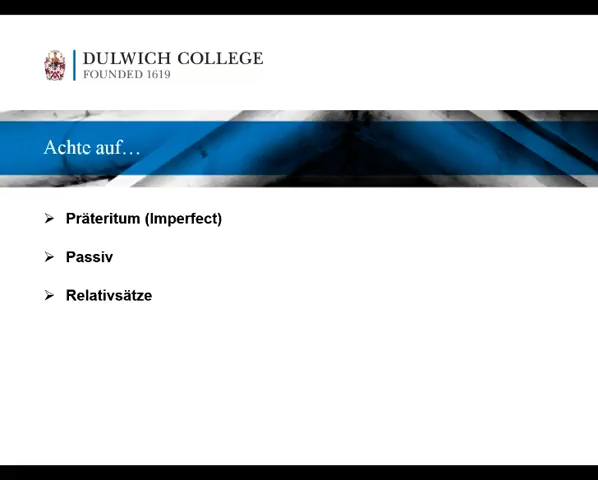 DULWICH COLLEGE
FOUNDED 1619
Achte auf…
Präteritum (Imperfect)
Passiv
Relativsätze